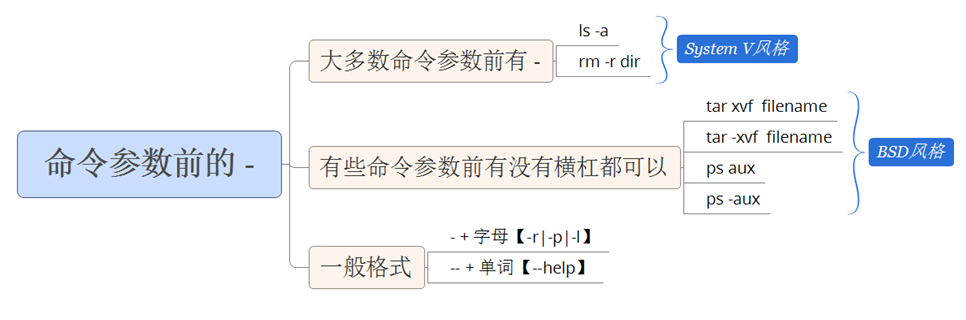 命令参数前的 -
大多数命令参数前有 -
ls -a
rm -r dir
System V风格
有些命令参数前有没有横杠都可以
tar xvf filename
tar -xvf filename
ps aux
ps -aux
BSD风格
一般格式
- + 字母【-r|-p|-l】
-- + 单词【--help】